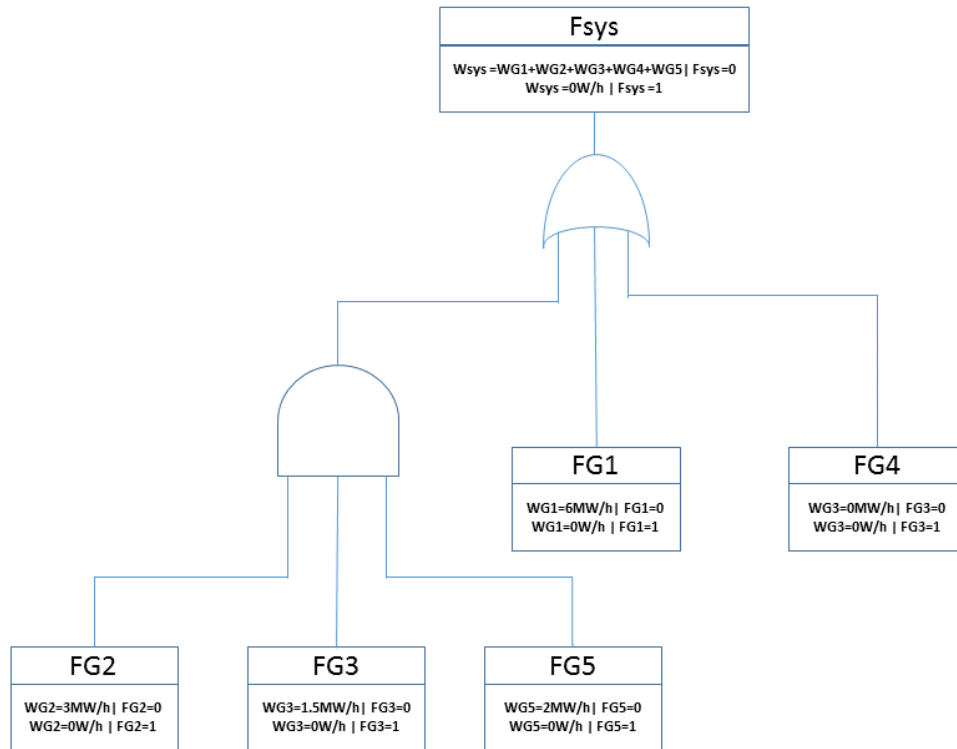 Fsys
Wsys =WG1+WG2+WG3+WG4+WG5| Fsys=0
Wsys =0W/h | Fsys=1
FG1
WG1=6MW/h| FG1=0
WG1=0W/h | FG1=1
FG4
WG3=0MW/h| FG3=0
WG3=0W/h | FG3=1
FG2
WG2=3MW/h| FG2=0
WG2=0W/h | FG2=1
FG3
WG3=1.5MW/h| FG3=0
WG3=0W/h | FG3=1
FG5
WG5=2MW/h| FG5=0
WG5=0W/h | FG5=1